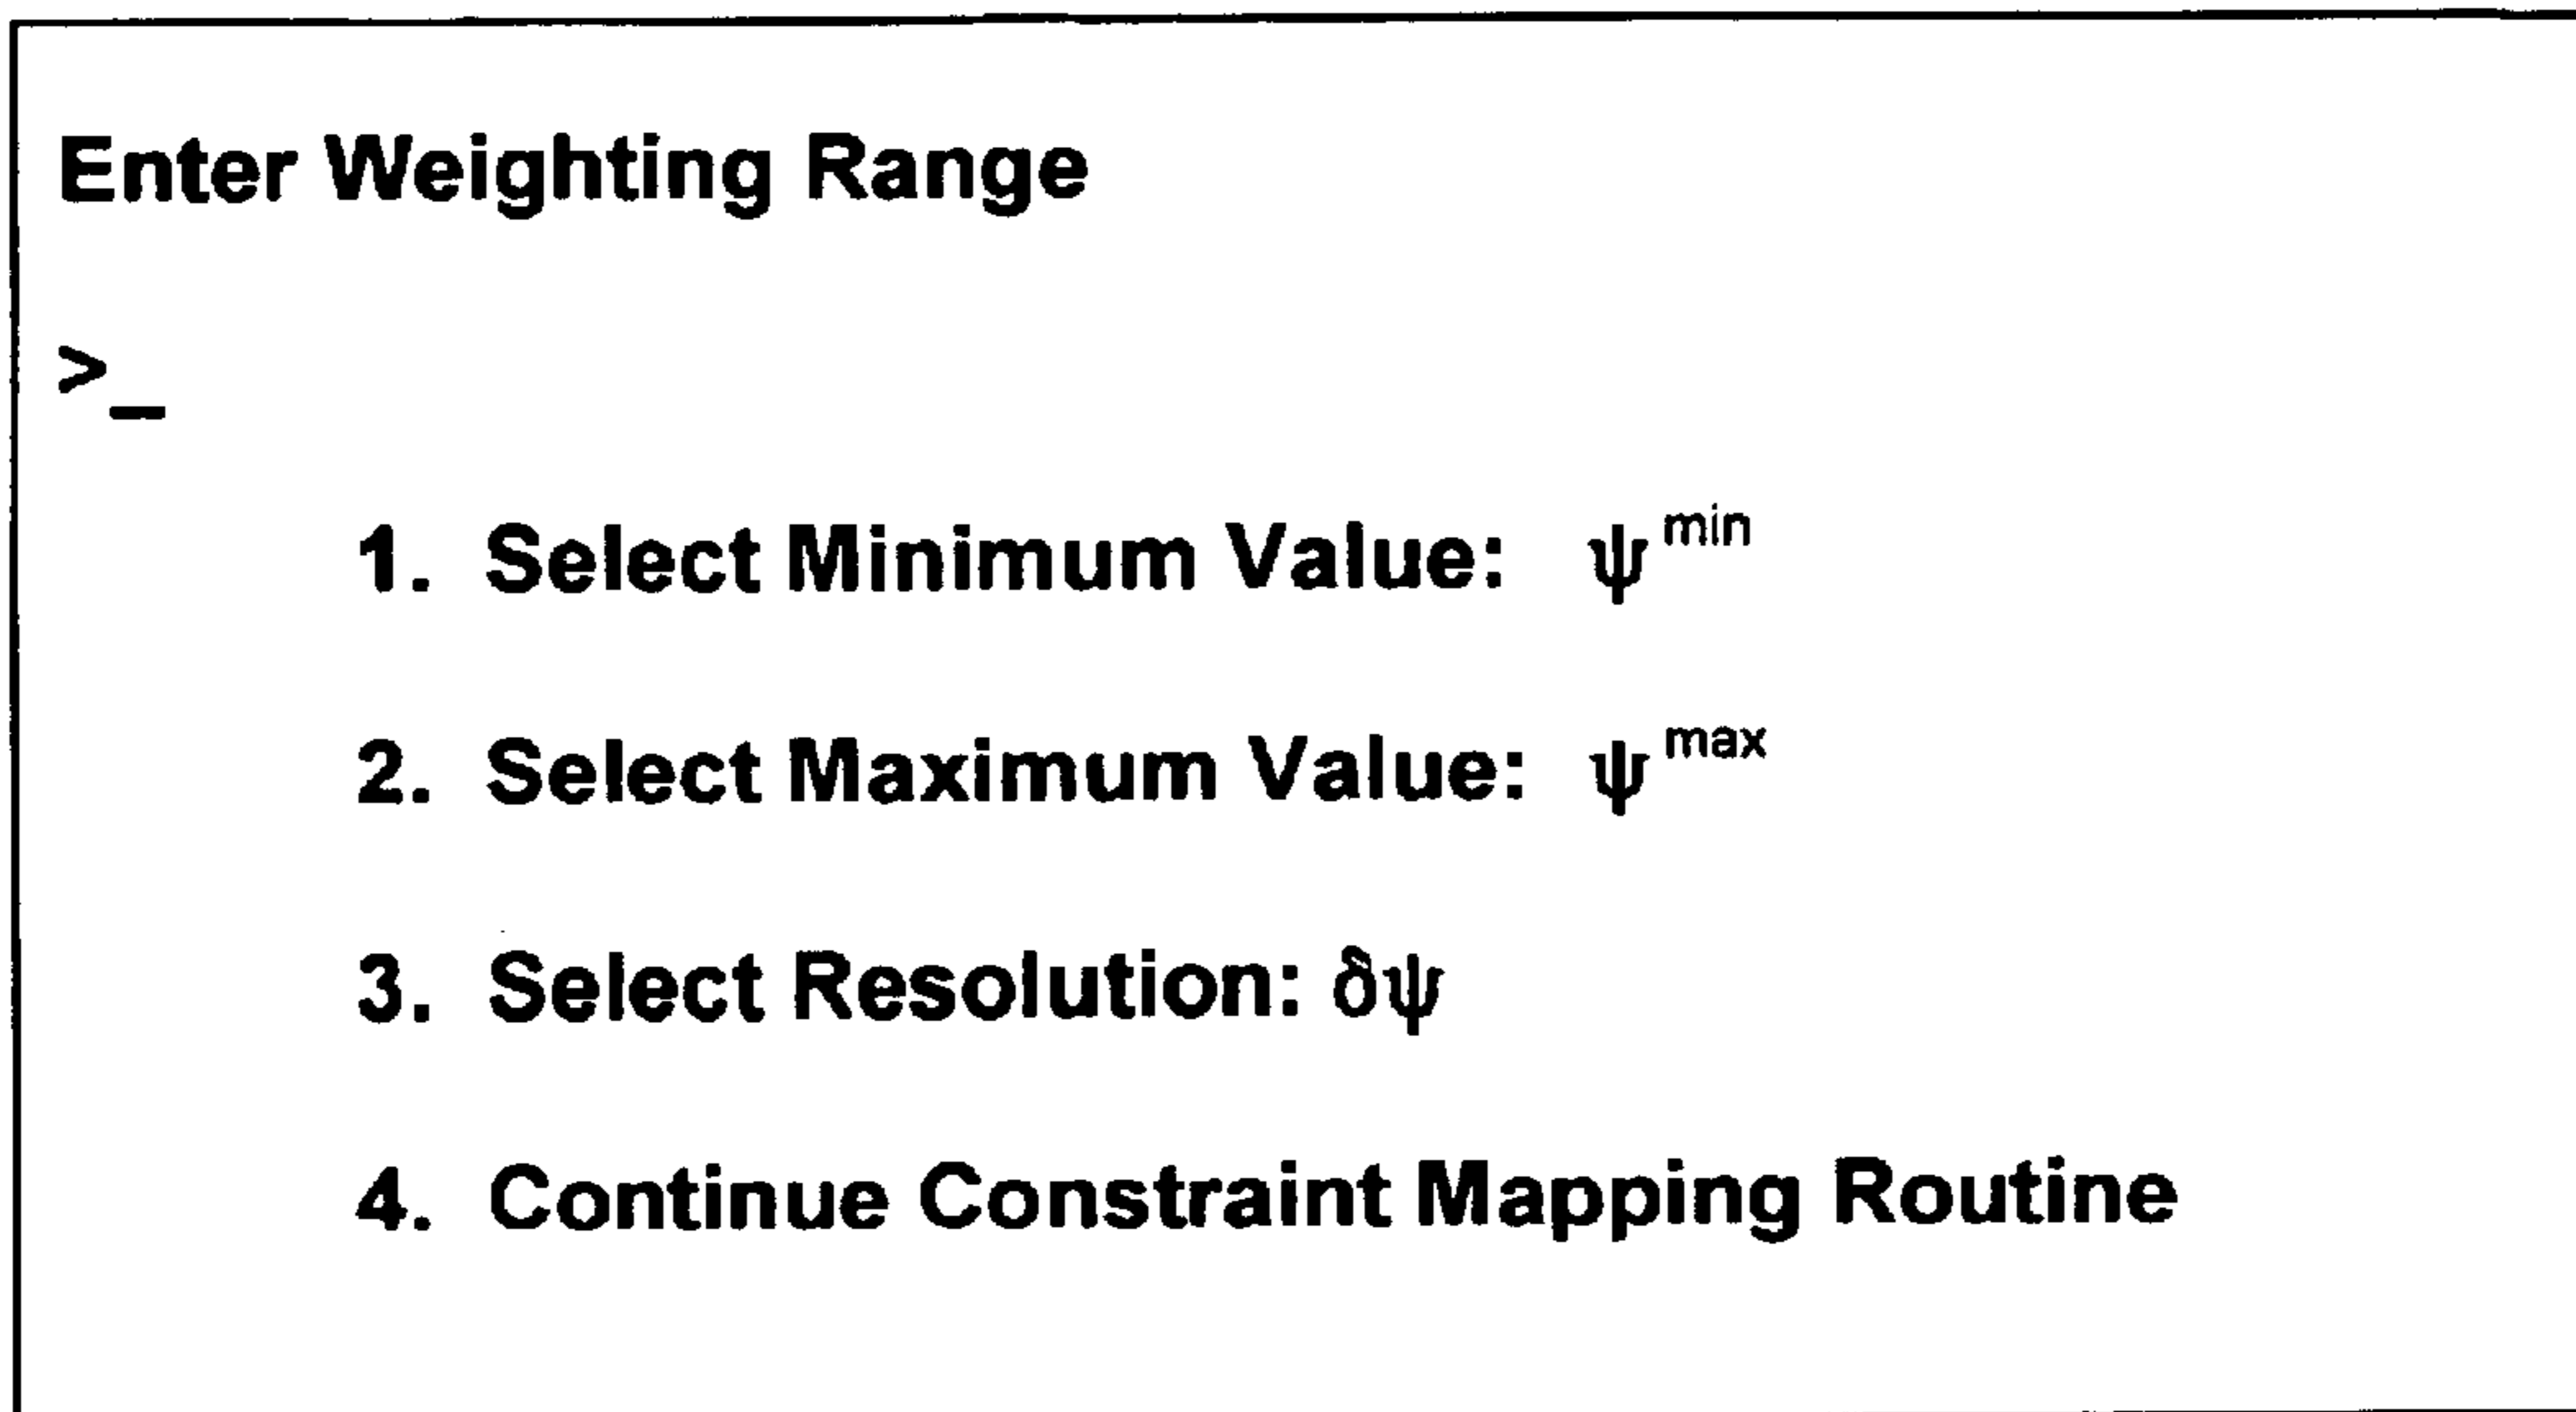 Enter Weighting Range
>_
1. Select Minimum Value: ψ^min
2. Select Maximum Value: ψ^max
3. Select Resolution: δψ
4. Continue Constraint Mapping Routine